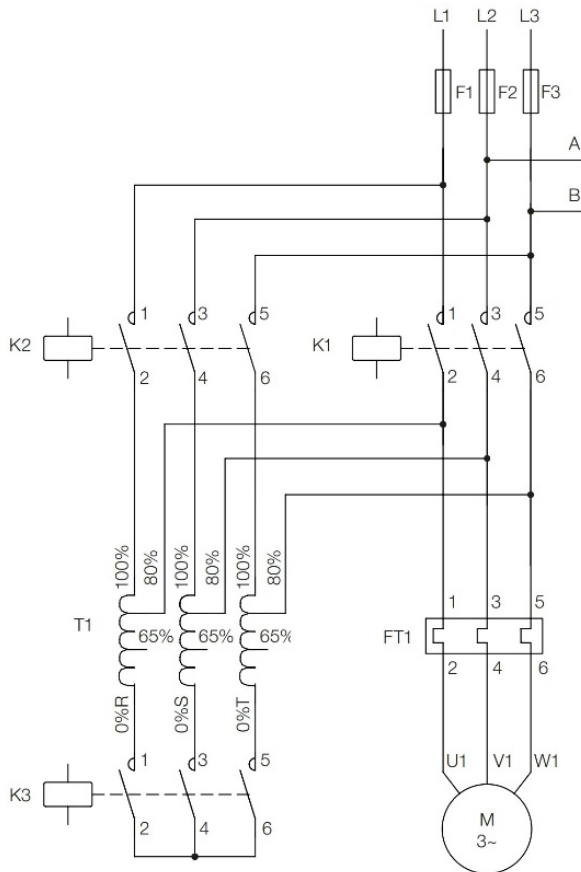 L1 L2 L3
F1 F2 F3
A
B
1 3 5 1 3 5
K2 K1
2 4 6 2 4 6
100% 80% 100% 80% 100% 80%
1 3 5
T1 65% 65% 65% FT1
2 4 6
0%R 0%S 0%T
U1 V1 W1
1 3 5
K3
2 4 6
M
3~